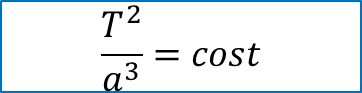 T²/a³ = cost